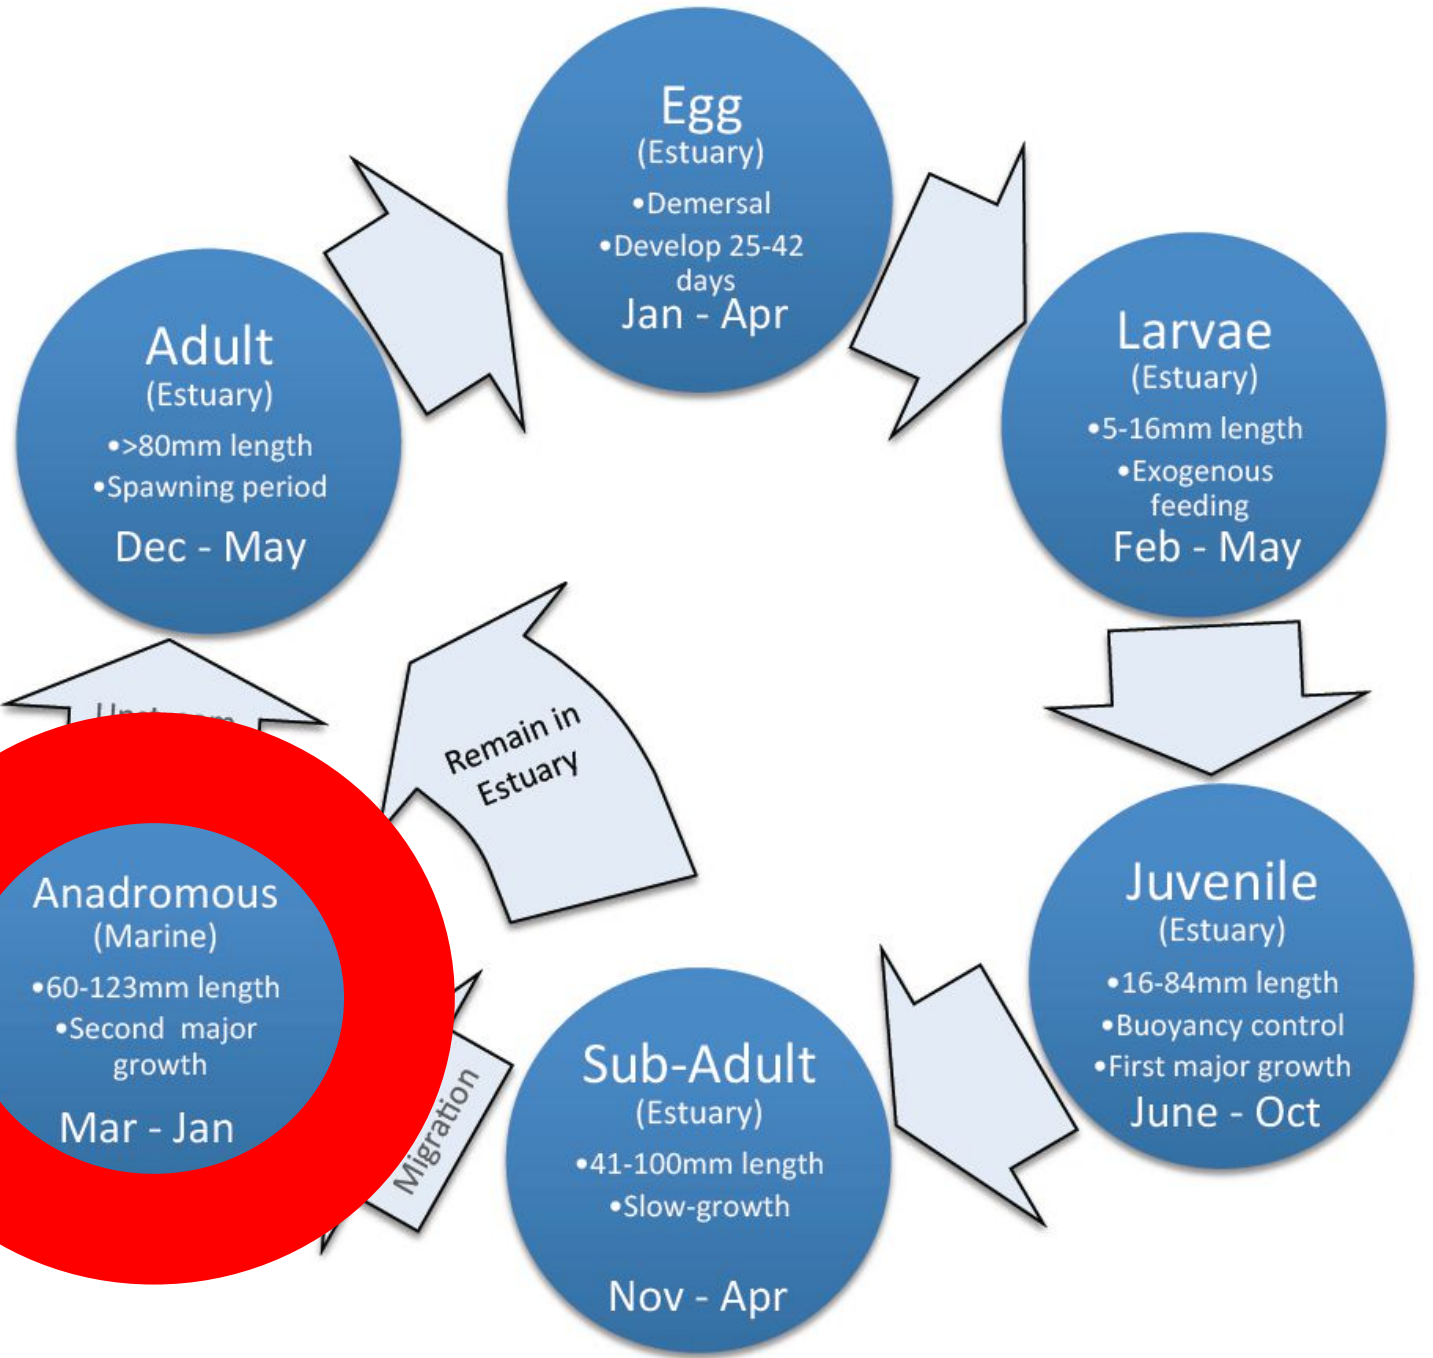 Egg
(Estuary)
•Demersal
•Develop 25-42
days
Jan - Apr
Larvae
(Estuary)
•5-16mm length
•Exogenous
feeding
Feb - May
Juvenile
(Estuary)
•16-84mm length
•Buoyancy control
•First major growth
June - Oct
Sub-Adult
(Estuary)
•41-100mm length
•Slow-growth
Nov - Apr
Migration
Remain in
Estuary
Anadromous
(Marine)
•60-123mm length
•Second major
growth
Mar - Jan
Adult
(Estuary)
•>80mm length
•Spawning period
Dec - May